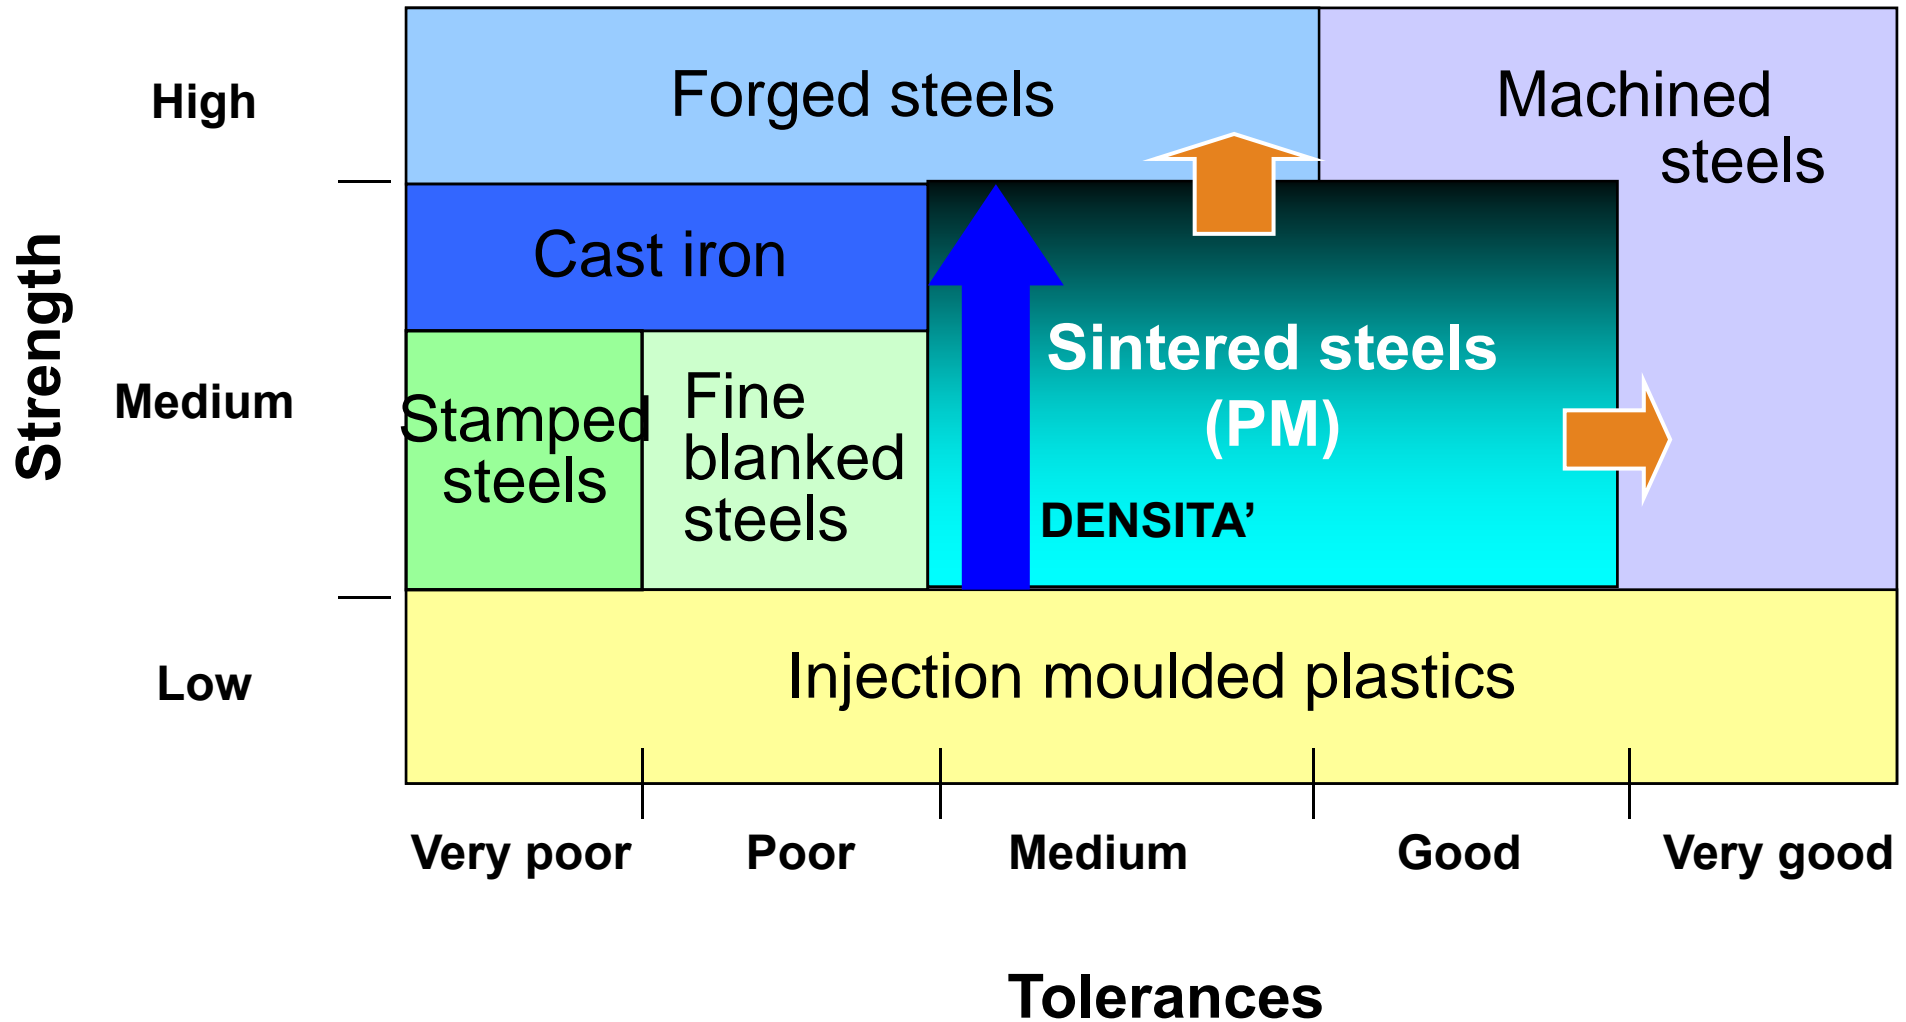 High
Forged steels
Machined
steels
Strength
Cast iron
Medium
Stamped
steels
Fine
blanked
steels
Sintered steels
(PM)
DENSITA’
Low
Injection moulded plastics
Very poor
Poor
Medium
Good
Very good
Tolerances